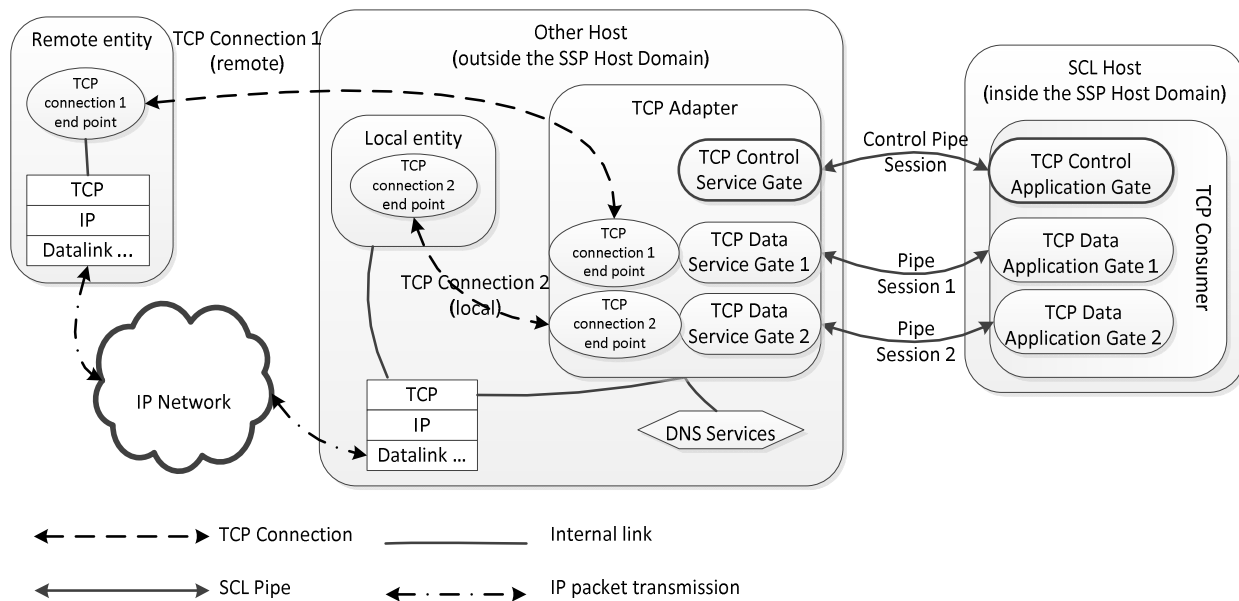 Remote entity
TCP
connection 1
end point
TCP
IP
Datalink ...
TCP Connection 1
(remote)
IP Network
Other Host
(outside the SSP Host Domain)
Local entity
TCP
connection 2
end point
TCP Connection 2
(local)
TCP
IP
Datalink ...
TCP Adapter
TCP Control
Service Gate
TCP
connection 1
end point
TCP Data
Service Gate 1
TCP
connection 2
end point
TCP Data
Service Gate 2
DNS Services
Control Pipe
Session
Pipe
Session 1
Pipe
Session 2
SCL Host
(inside the SSP Host Domain)
TCP Control
Application Gate
TCP Data
Application Gate 1
TCP Data
Application Gate 2
TCP Consumer
TCP Connection
Internal link
SCL Pipe
IP packet transmission